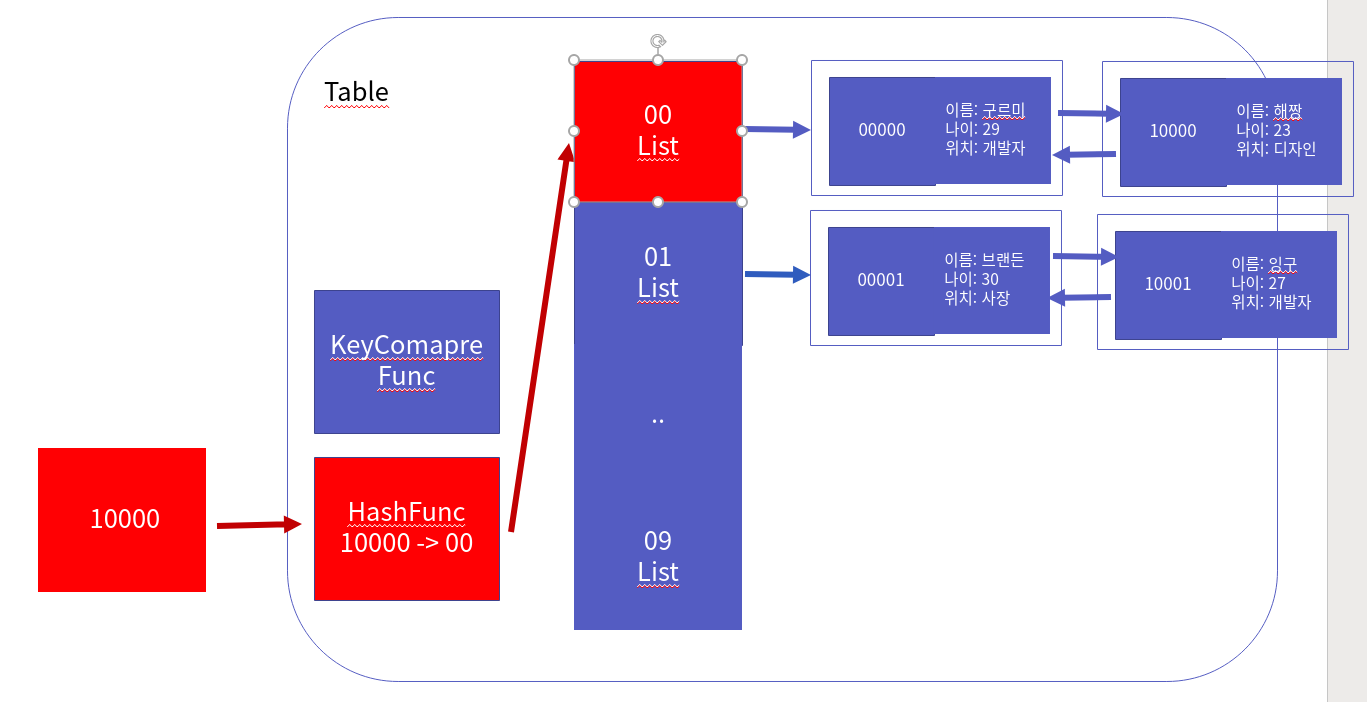 Table
00
List
01
List
..
09
List
KeyComapre
Func
HashFunc
10000 -> 00
10000
00000
이름: 구르미
나이: 29
위치: 개발자
10000
이름: 해짱
나이: 23
위치: 디자인
00001
이름: 브랜든
나이: 30
위치: 사장
10001
이름: 잉구
나이: 27
위치: 개발자